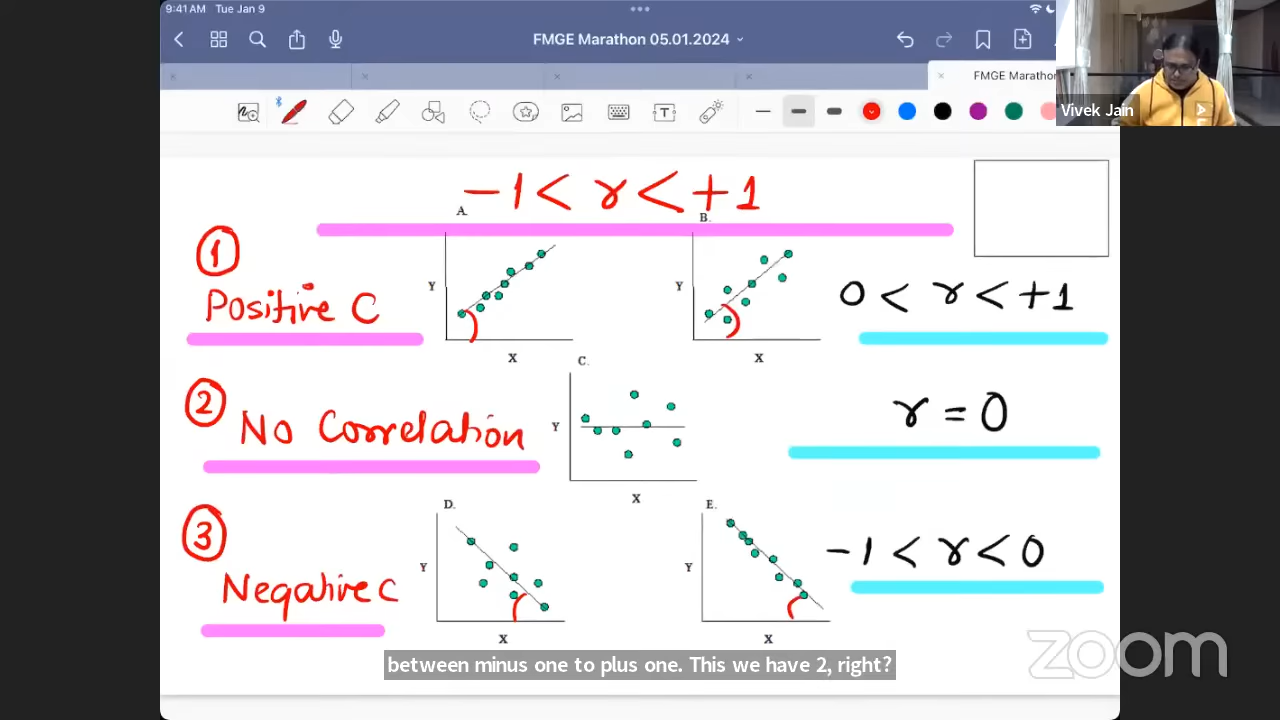 9:41 AM Tue Jan 9
FMGE Marathon 05.01.2024
FMGE Marathon
Vivek Jain
-1 < r < +1
A.
B.
1
Positive C
Y
X
Y
X
0 < r < +1
C.
2
No Correlation
Y
X
r = 0
D.
E.
3
Negative C
Y
X
Y
X
-1 < r < 0
between minus one to plus one. This we have 2, right?
zoom